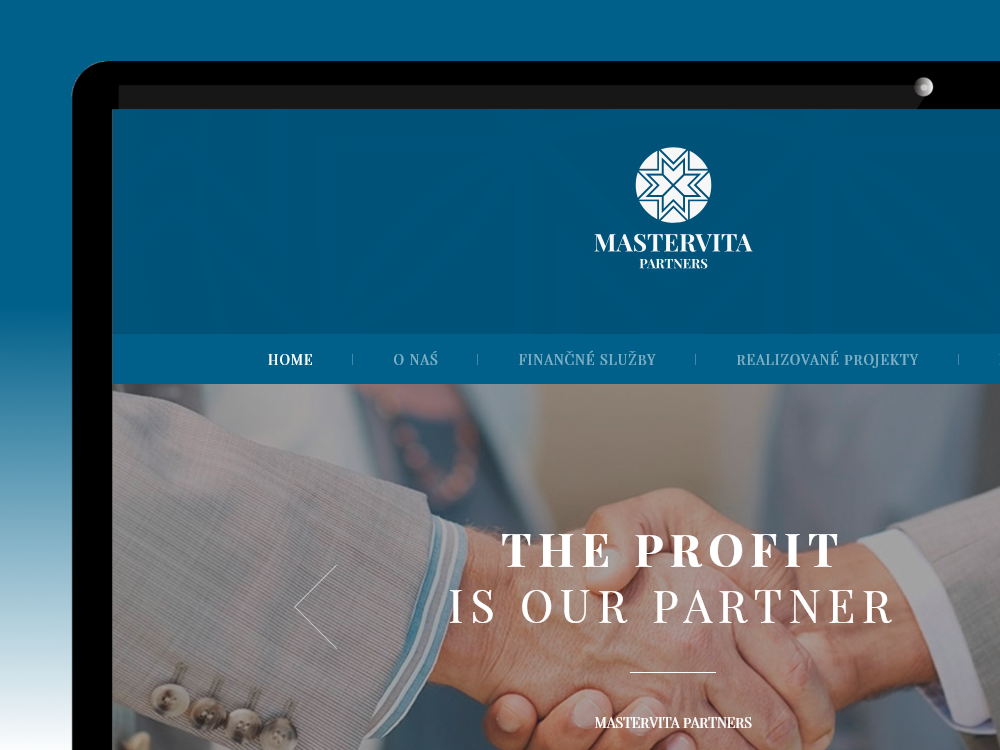 MASTERVITA
PARTNERS
HOME
O NAŠ
FINANČNÉ SLUŽBY
REALIZOVANÉ PROJEKTY
THE PROFIT
IS OUR PARTNER
MASTERVITA PARTNERS